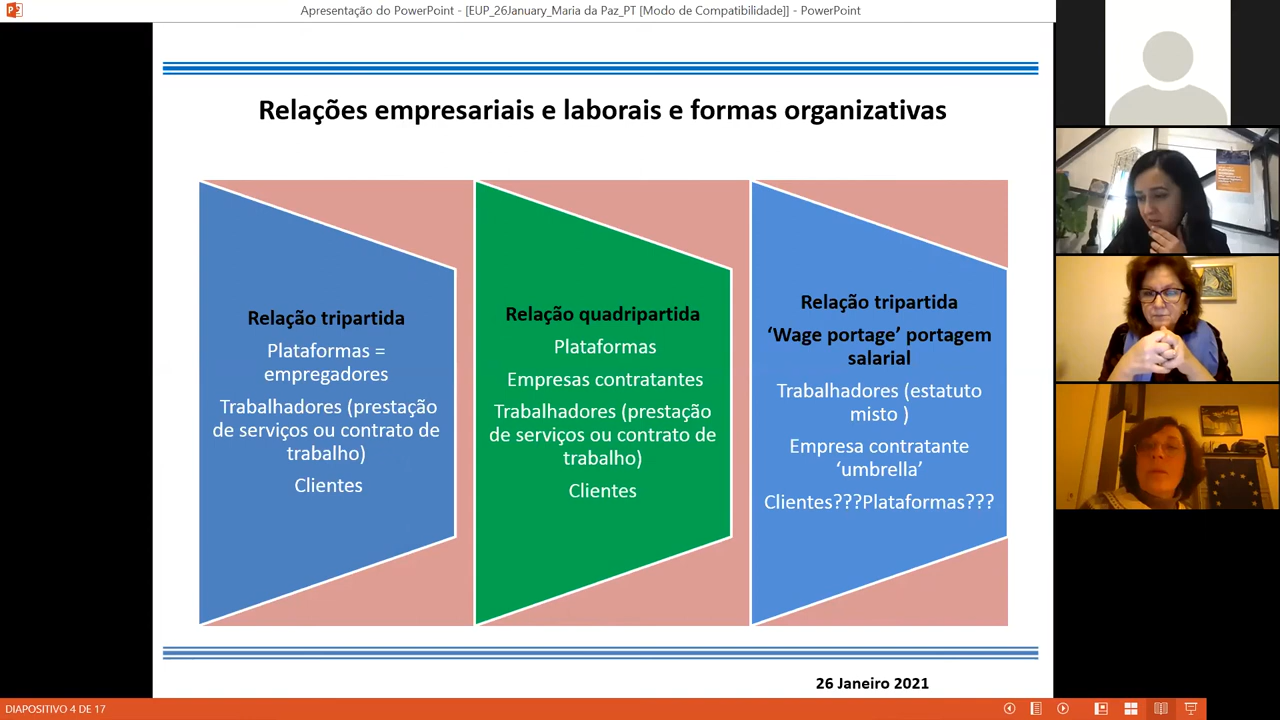 Apresentação do PowerPoint - [EUP_26January_Maria da Paz_PT [Modo de Compatibilidade]] - PowerPoint
Relações empresariais e laborais e formas organizativas
Relação tripartida
Plataformas =
empregadores
Trabalhadores (prestação
de serviços ou contrato de
trabalho)
Clientes
Relação quadripartida
Plataformas
Empresas contratantes
Trabalhadores (prestação
de serviços ou contrato de
trabalho)
Clientes
Relação tripartida
‘Wage portage’ portagem
salarial
Trabalhadores (estatuto
misto )
Empresa contratante
‘umbrella’
Clientes???Plataformas???
26 Janeiro 2021
DIAPOSITIVO 4 DE 17